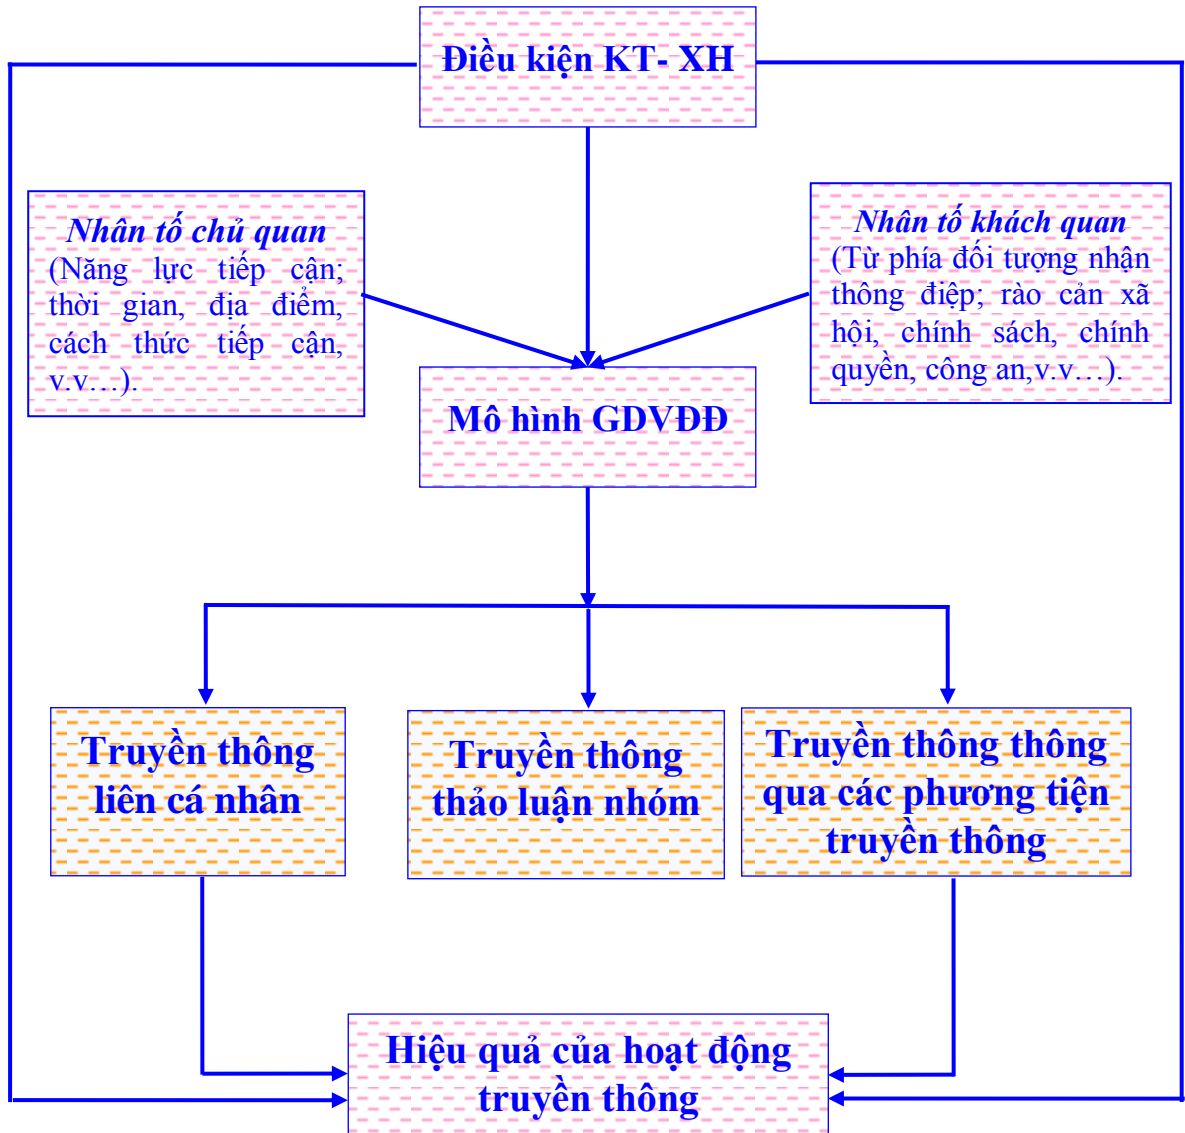 Điều kiện KT- XH
Nhân tố chủ quan
(Năng lực tiếp cận;
thời gian, địa điểm,
cách thức tiếp cận,
v.v…).
Nhân tố khách quan
(Từ phía đối tượng nhận
thông điệp; rào cản xã
hội, chính sách, chính
quyền, công an,v.v…).
Mô hình GDVĐĐ
Truyền thông
liên cá nhân
Truyền thông
thảo luận nhóm
Truyền thông thông
qua các phương tiện
truyền thông
Hiệu quả của hoạt động
truyền thông